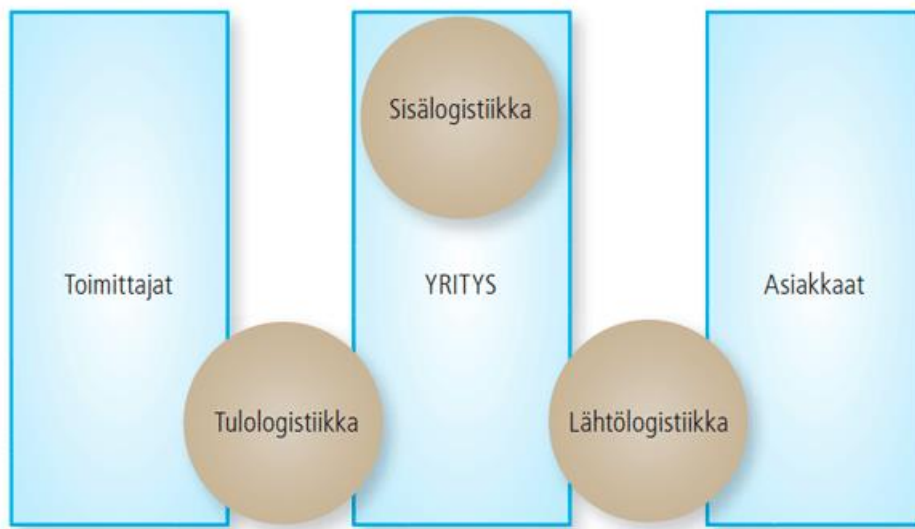 Sisälogistiikka
Toimittajat
YRITYS
Asiakkaat
Tulologistiikka
Lähtölogistiikka